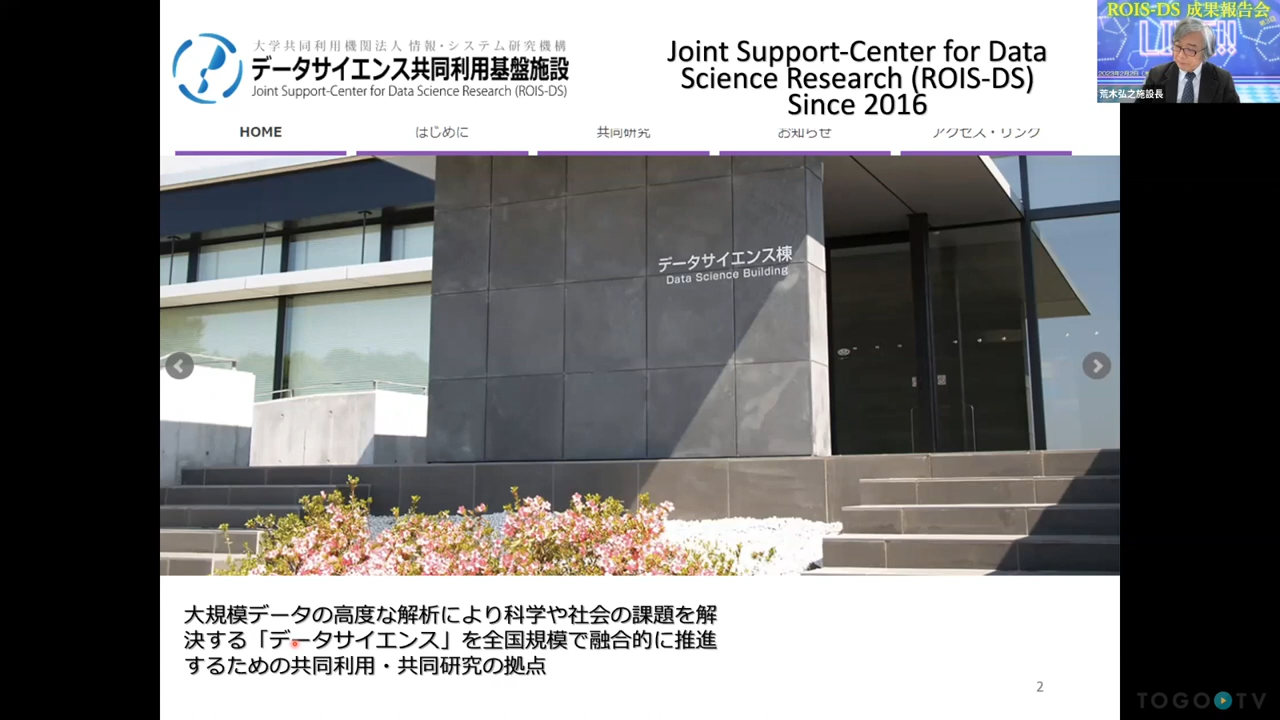 大学共同利用機関法人 情報・システム研究機構
データサイエンス共同利用基盤施設
Joint Support-Center for Data Science Research (ROIS-DS)
Joint Support-Center for Data
Science Research (ROIS-DS)
Since 2016
ROIS-DS 成果報告会
LIVE!!
荒木弘之施設長
HOME
はじめに
共同研究
お知らせ
アクセス・リンク
データサイエンス棟
Data Science Building
大規模データの高度な解析により科学や社会の課題を解
決する「データサイエンス」を全国規模で融合的に推進
するための共同利用・共同研究の拠点
2
TOGO TV